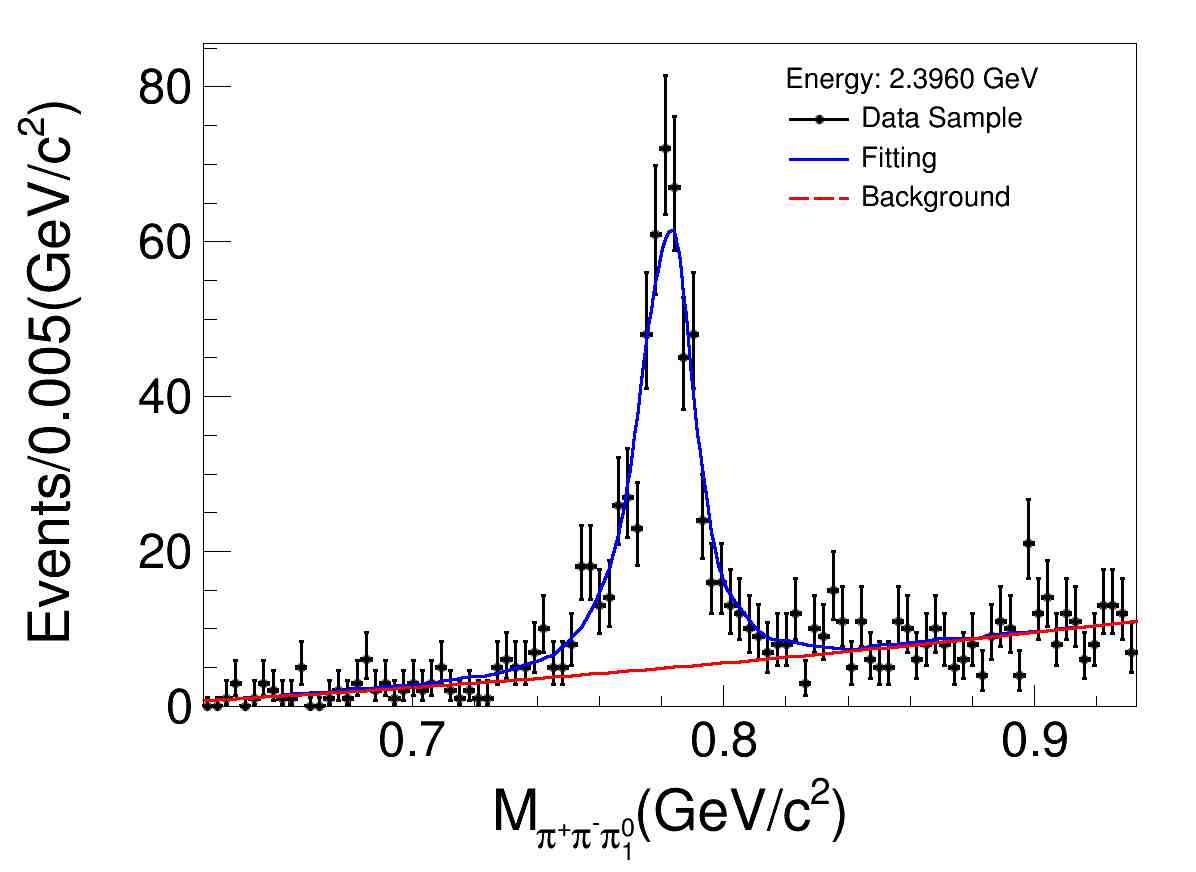 Events/0.005(GeV/c²)
80
60
40
20
0
Energy: 2.3960 GeV
Data Sample
Fitting
Background
0.7 0.8 0.9
M_π⁺π⁻π⁰₁(GeV/c²)